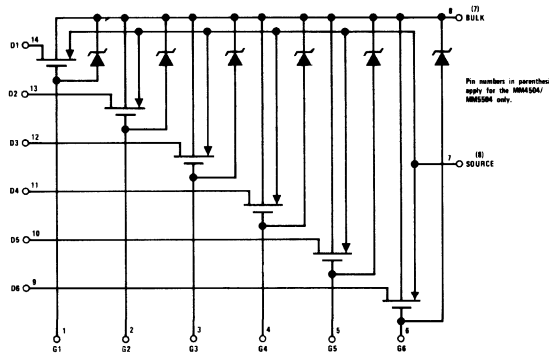 8 (7)
BULK
D1 14
Pin numbers in parenthesi
apply for the MM4504/
MM5504 only.
D2 13
D3 12
7 (8)
SOURCE
D4 11
D5 10
D6 9
1 2 3 4 5 6
G1 G2 G3 G4 G5 G6